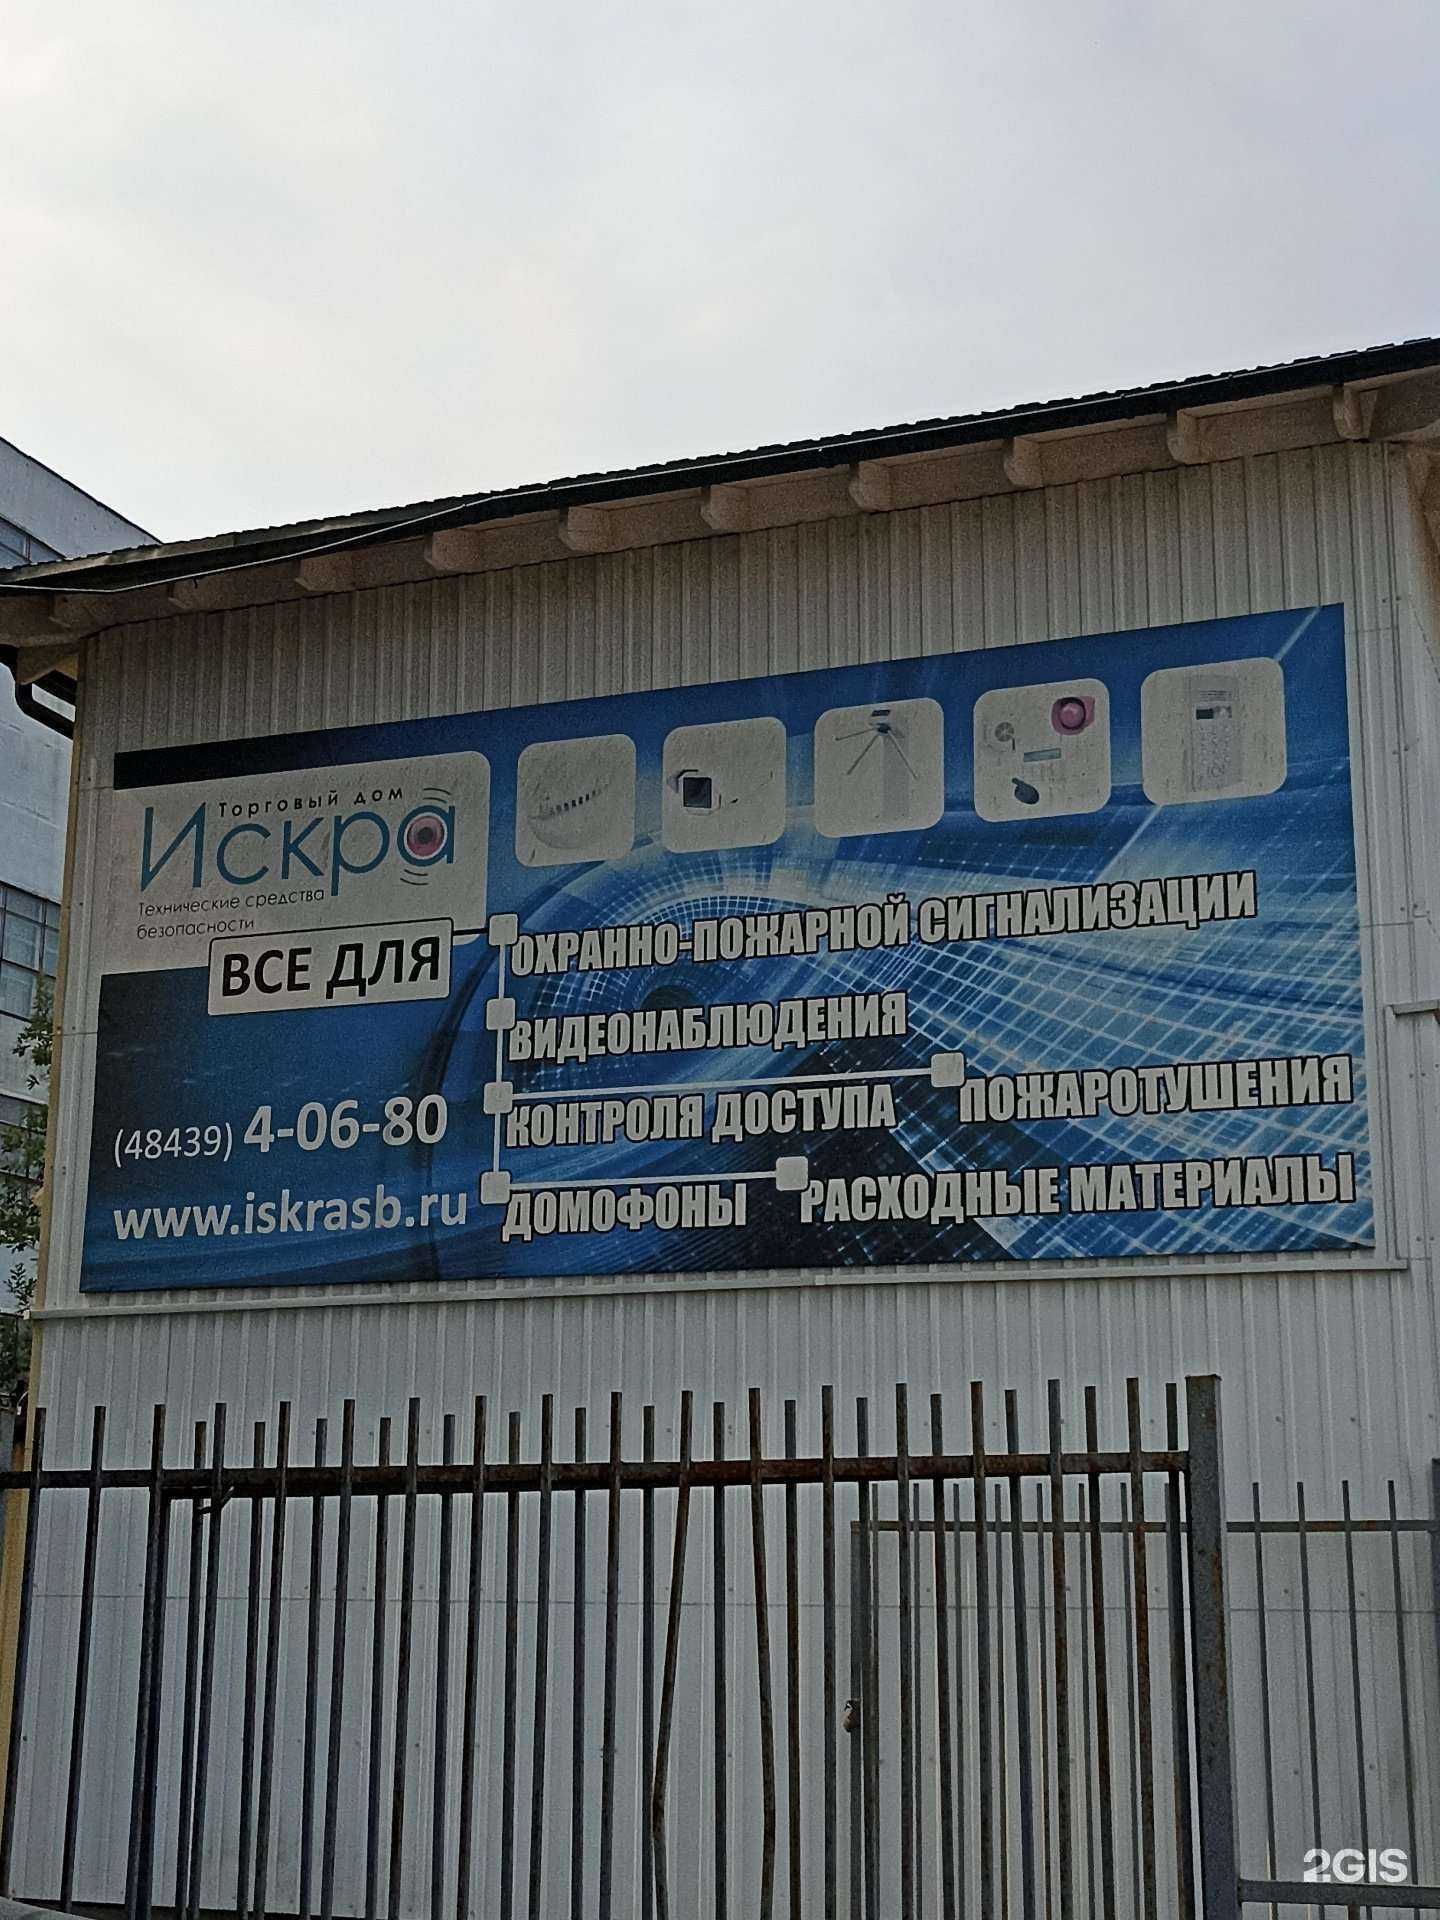 Торговый дом
Искра
Технические средства
безопасности
ВСЕ ДЛЯ
ОХРАННО-ПОЖАРНОЙ СИГНАЛИЗАЦИИ
ВИДЕОНАБЛЮДЕНИЯ
КОНТРОЛЯ ДОСТУПА
ПОЖАРОТУШЕНИЯ
ДОМОФОНЫ
РАСХОДНЫЕ МАТЕРИАЛЫ
(48439) 4-06-80
www.iskrasb.ru
2GIS